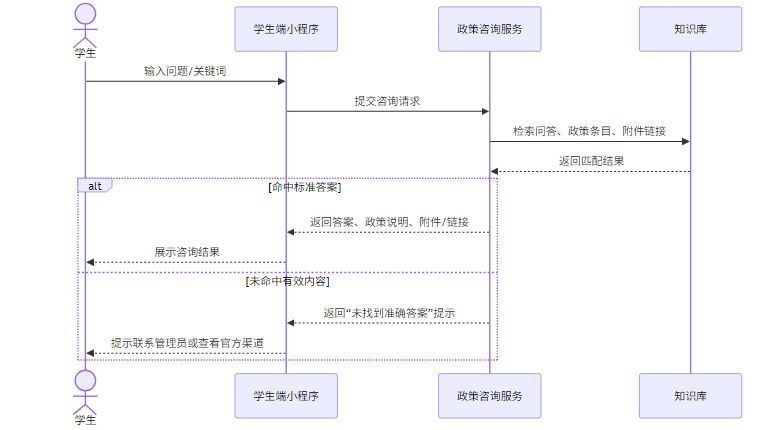 学生
学生端小程序
政策咨询服务
知识库
输入问题/关键词
提交咨询请求
检索问答、政策条目、附件链接
返回匹配结果
alt
[命中标准答案]
返回答案、政策说明、附件/链接
展示咨询结果
[未命中有效内容]
返回“未找到准确答案”提示
提示联系管理员或查看官方渠道
学生
学生端小程序
政策咨询服务
知识库